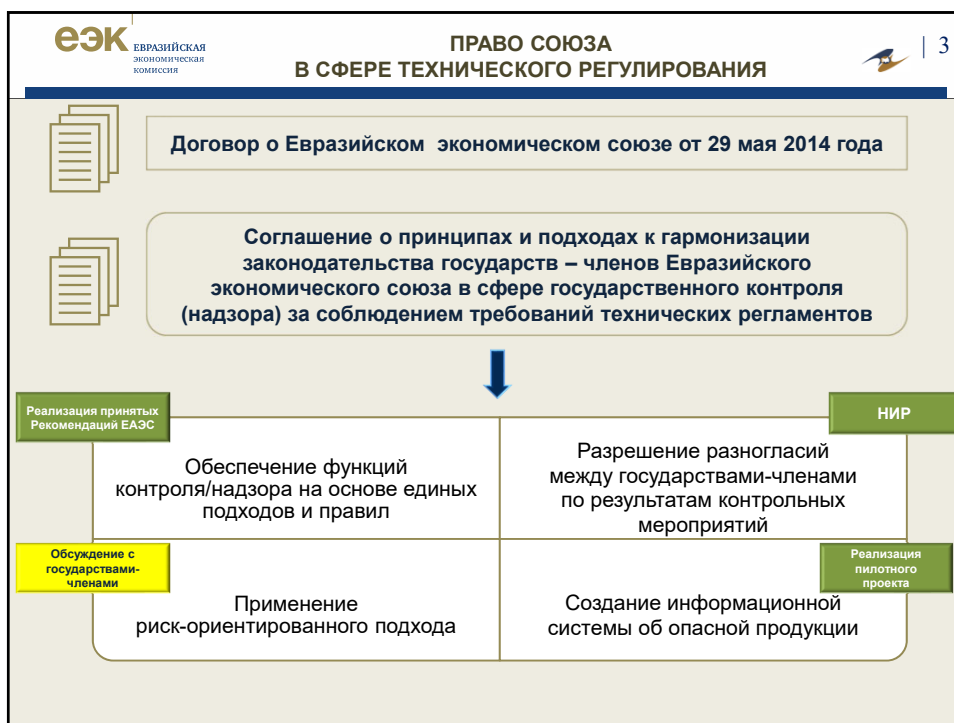 еэк
ЕВРАЗИЙСКАЯ
экономическая
комиссия
ПРАВО СОЮЗА
В СФЕРЕ ТЕХНИЧЕСКОГО РЕГУЛИРОВАНИЯ
| 3
Договор о Евразийском экономическом союзе от 29 мая 2014 года
Соглашение о принципах и подходах к гармонизации
законодательства государств – членов Евразийского
экономического союза в сфере государственного контроля
(надзора) за соблюдением требований технических регламентов
Реализация принятых
Рекомендаций ЕАЭС
НИР
Обеспечение функций
контроля/надзора на основе единых
подходов и правил
Разрешение разногласий
между государствами-членами
по результатам контрольных
мероприятий
Обсуждение с
государствами-
членами
Реализация
пилотного
проекта
Применение
риск-ориентированного подхода
Создание информационной
системы об опасной продукции